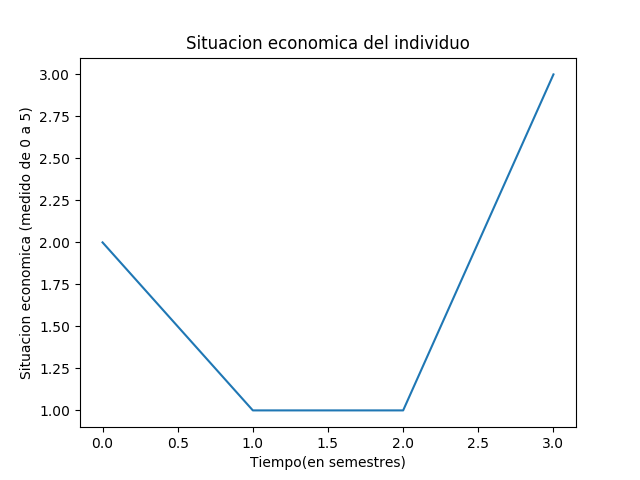 Situacion economica del individuo
Situacion economica (medido de 0 a 5)
3.00
2.75
2.50
2.25
2.00
1.75
1.50
1.25
1.00
0.0 0.5 1.0 1.5 2.0 2.5 3.0
Tiempo(en semestres)